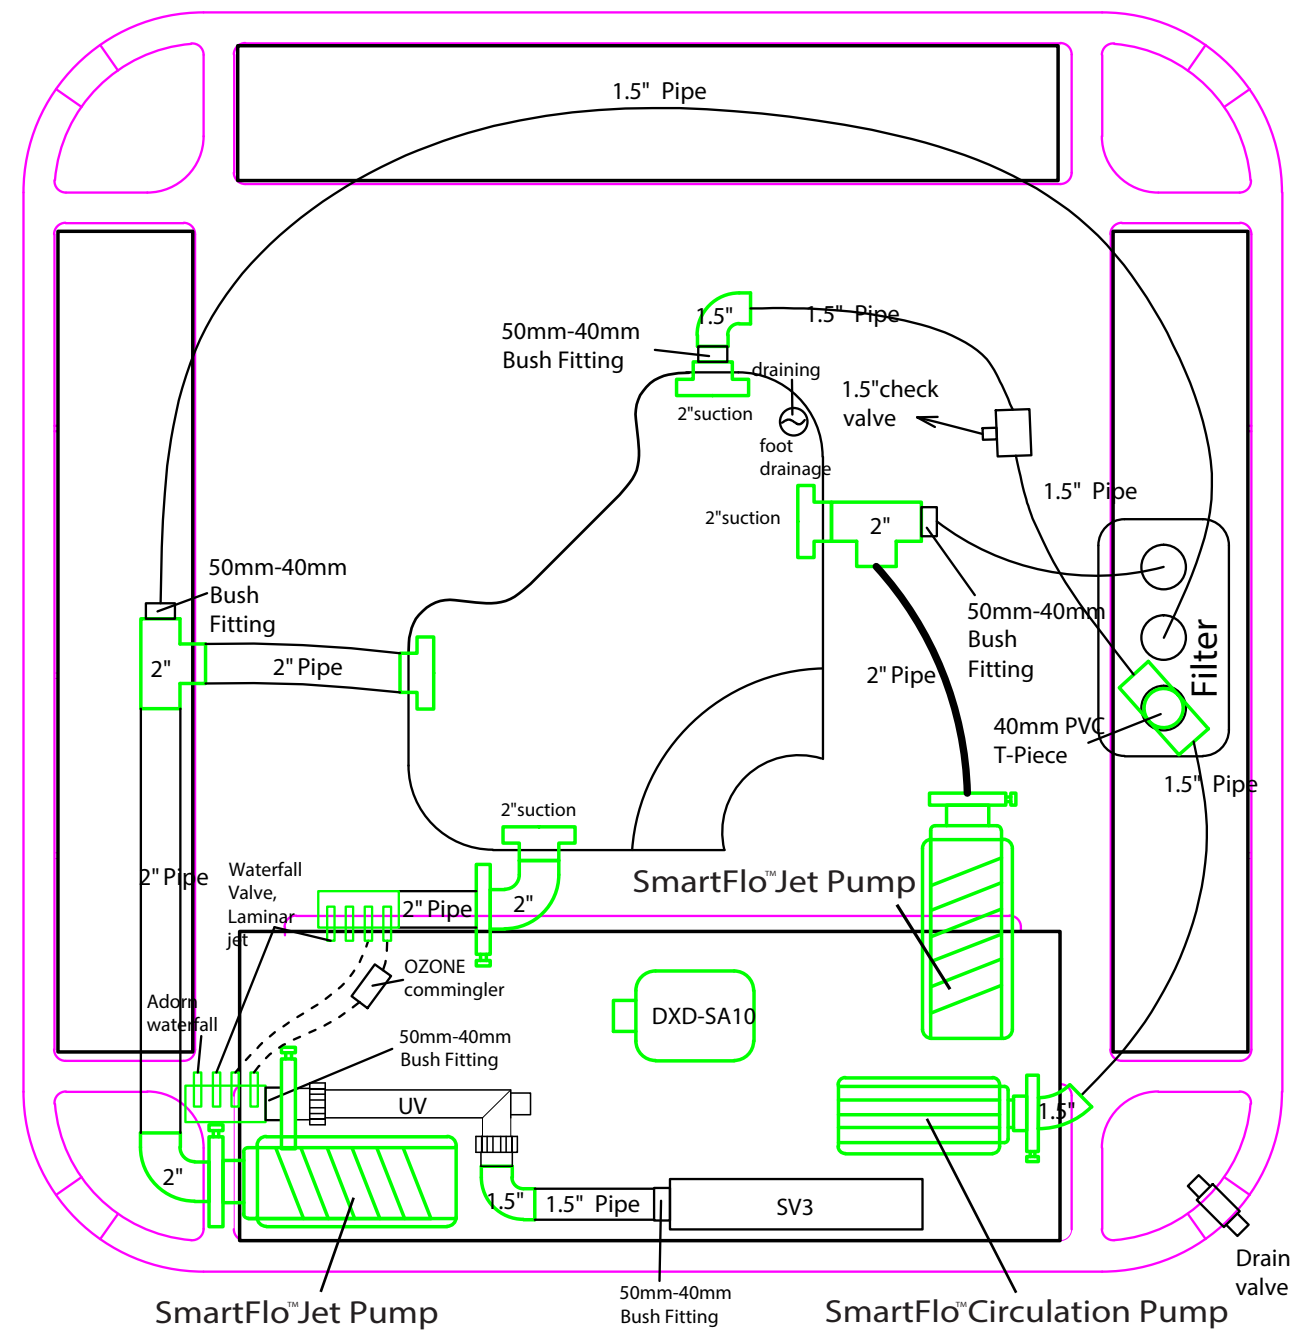 1.5" Pipe
1.5"
1.5" Pipe
50mm-40mm
Bush Fitting
draining
2"suction
1.5"check
valve
foot
drainage
1.5" Pipe
2"suction
2"
50mm-40mm
Bush
Fitting
50mm-40mm
Bush
Fitting
2"
2" Pipe
2" Pipe
Filter
40mm PVC
T-Piece
1.5" Pipe
2"suction
2" Pipe
Waterfall
Valve,
Laminar
jet
SmartFlo™Jet Pump
2" Pipe
2"
OZONE
commingler
Adorn
waterfall
DXD-SA10
50mm-40mm
Bush Fitting
UV
1.5"
2"
1.5"
1.5" Pipe
SV3
Drain
valve
50mm-40mm
Bush Fitting
SmartFlo™Jet Pump
SmartFlo™Circulation Pump